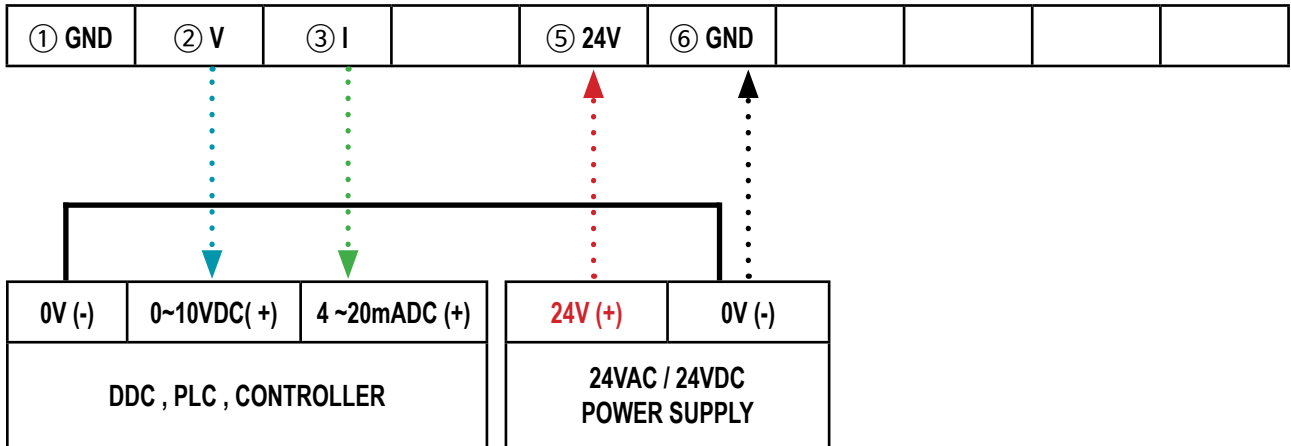 ① GND ② V ③ I ⑤ 24V ⑥ GND
0V (-) 0~10VDC( +) 4 ~20mADC (+) 24V (+) 0V (-)
DDC , PLC , CONTROLLER
24VAC / 24VDC
POWER SUPPLY